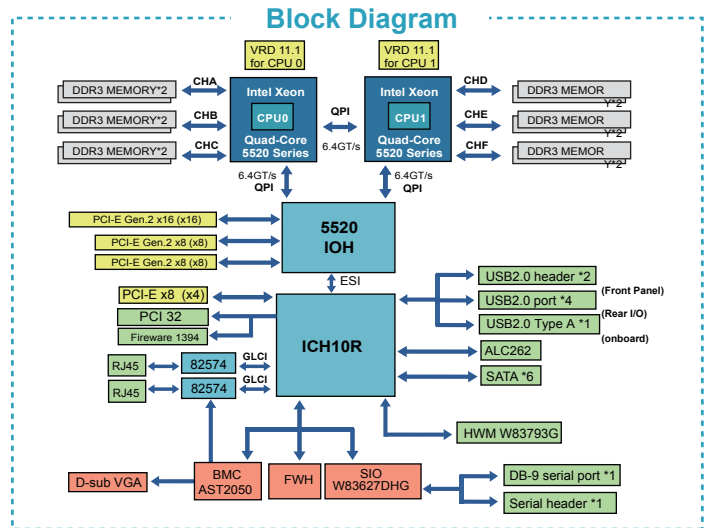 Block Diagram
VRD 11.1
for CPU 0
VRD 11.1
for CPU 1
Intel Xeon
CPU0
Quad-Core
5520 Series
Intel Xeon
CPU1
Quad-Core
5520 Series
DDR3 MEMORY*2
CHA
DDR3 MEMORY*2
CHB
DDR3 MEMORY*2
CHC
QPI
6.4GT/s
CHD
DDR3 MEMOR
Y*2
CHE
DDR3 MEMOR
Y*2
CHF
DDR3 MEMOR
Y*2
6.4GT/s
QPI
6.4GT/s
QPI
PCI-E Gen.2 x16 (x16)
PCI-E Gen.2 x8 (x8)
PCI-E Gen.2 x8 (x8)
5520
IOH
ESI
PCI-E x8 (x4)
PCI 32
Fireware 1394
ICH10R
USB2.0 header *2
(Front Panel)
USB2.0 port *4
(Rear I/O)
USB2.0 Type A *1
(onboard)
ALC262
SATA *6
RJ45
82574
GLCI
RJ45
82574
GLCI
HWM W83793G
D-sub VGA
BMC
AST2050
FWH
SIO
W83627DHG
DB-9 serial port *1
Serial header *1